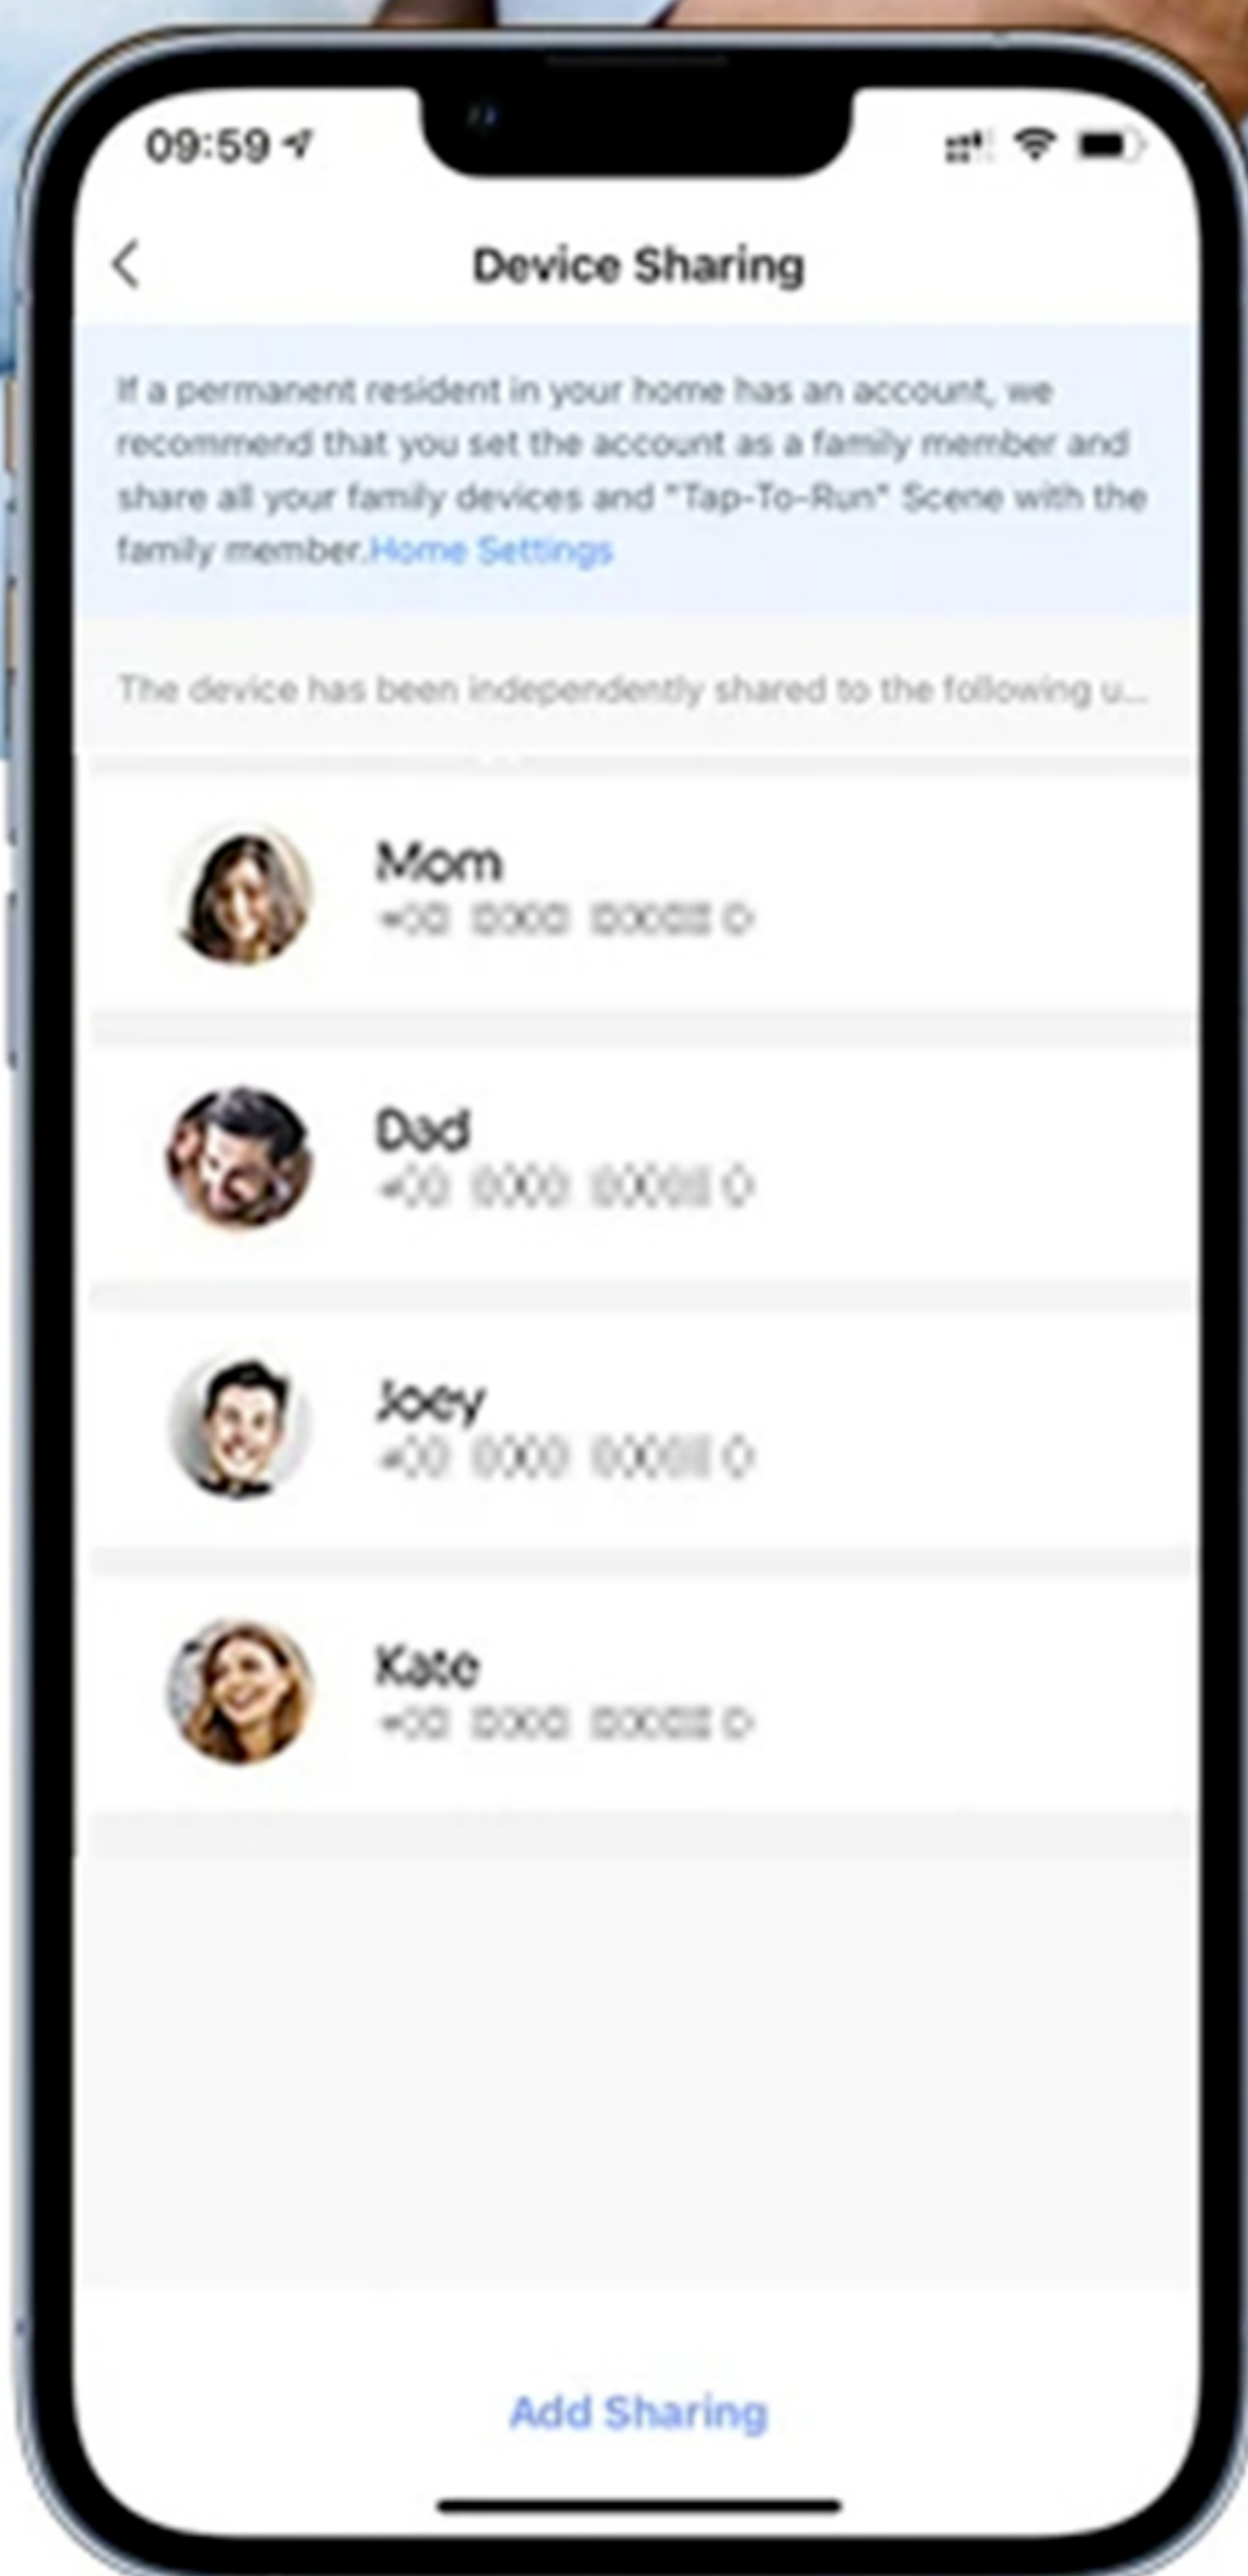 09:59
Device Sharing
If a permanent resident in your home has an account, we
recommend that you set the account as a family member and
share all your family devices and "Tap-To-Run" Scene with the
family member.Home Settings
The device has been independently shared to the following u...
Mom
Dad
Joey
Kate
Add Sharing